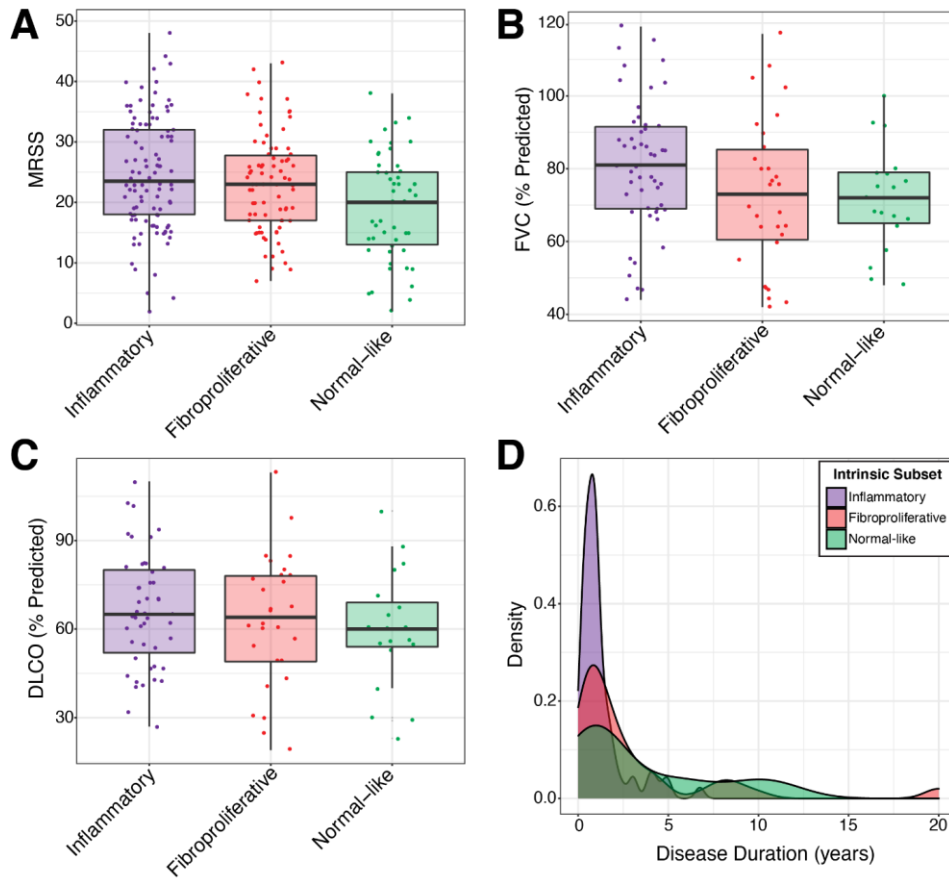 A
50
40
30
20
10
0
MRSS
Inflammatory
Fibroproliferative
Normal-like
B
120
100
80
60
40
FVC (% Predicted)
Inflammatory
Fibroproliferative
Normal-like
C
90
60
30
DLCO (% Predicted)
Inflammatory
Fibroproliferative
Normal-like
D
Intrinsic Subset
Inflammatory
Fibroproliferative
Normal-like
0.6
0.4
0.2
0.0
Density
0 5 10 15 20
Disease Duration (years)